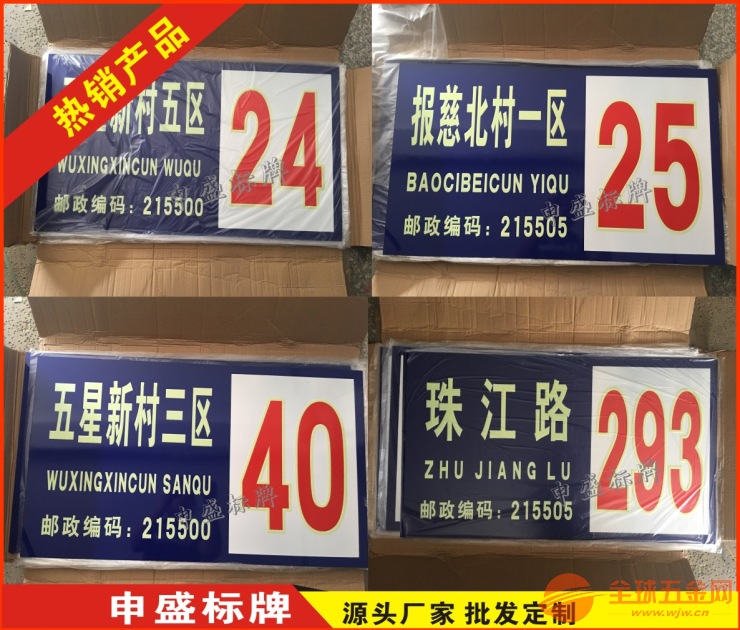 热销产品
新村五区
WUXINGXINCUN WUQU
邮政编码：215500
24
申盛标牌
报慈北村一区
BAOCIBEICUN YIQU
邮政编码：215505
25
申盛标牌
五星新村三区
WUXINGXINCUN SANQU
邮政编码：215500
40
申盛标牌
珠江路
ZHU JIANG LU
邮政编码：215505
293
申盛标牌
申盛标牌
源头厂家 批发定制
全球五金网
www.wjw.cn